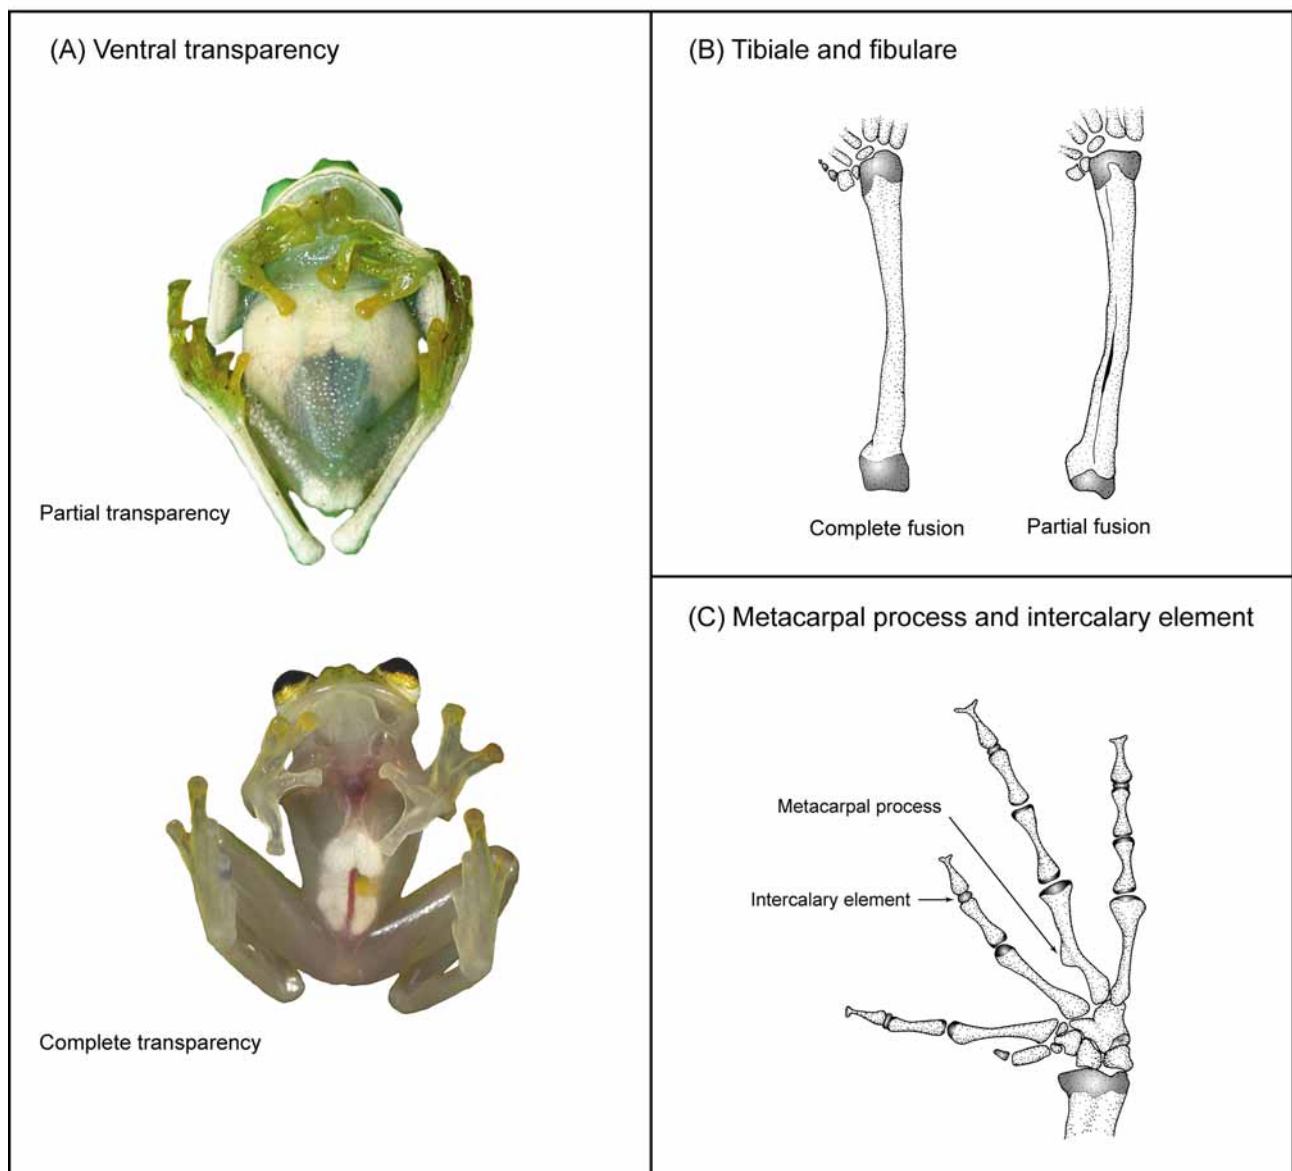 (A) Ventral transparency
Partial transparency
Complete transparency
(B) Tibiale and fibulare
Complete fusion
Partial fusion
(C) Metacarpal process and intercalary element
Metacarpal process
Intercalary element